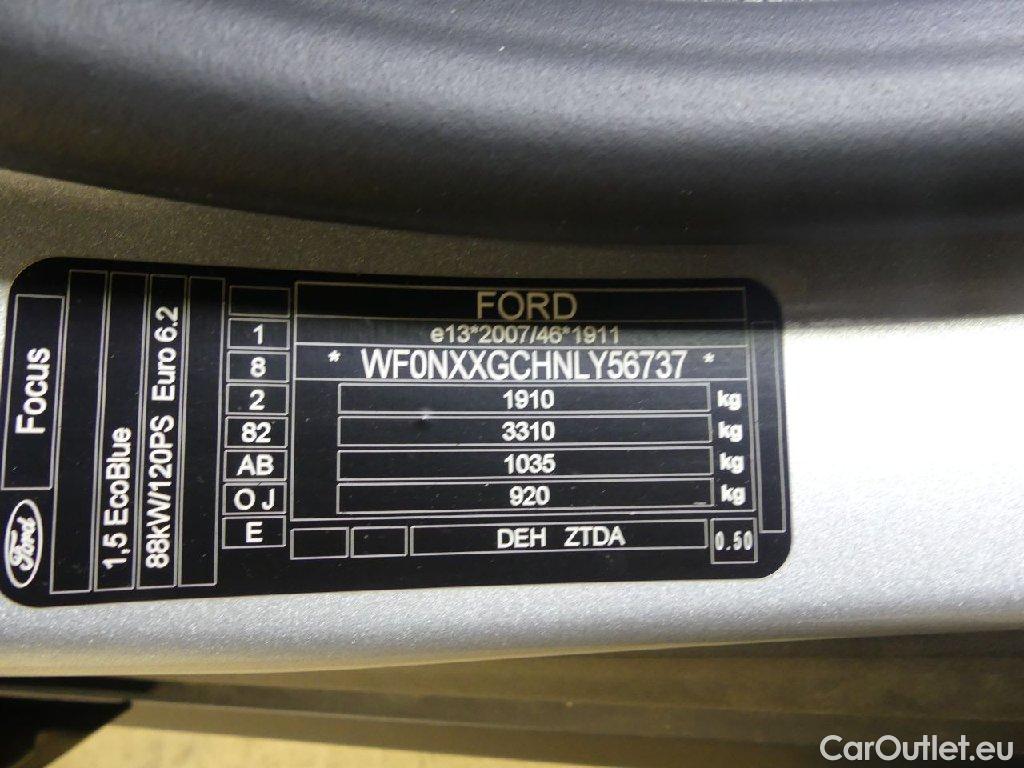 FORD
e13*2007/46*1911
* WF0NXXGCHNLY56737 *
1910 kg
3310 kg
1035 kg
920 kg
DEH ZTDA
0.50
1
8
2
82
AB
O J
E
Focus
Ford
1,5 EcoBlue
88kW/120PS Euro 6.2
CarOutlet.eu